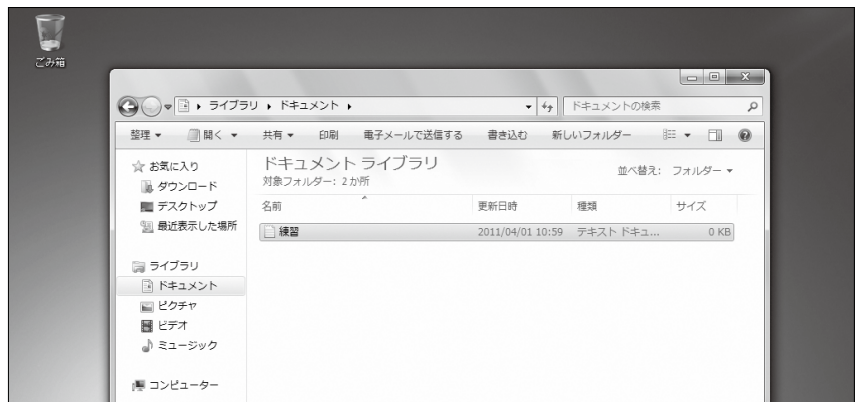 ごみ箱
ライブラリ ドキュメント
ドキュメントの検索
整理 開く 共有 印刷 電子メールで送信する 書き込む 新しいフォルダー
お気に入り
ダウンロード
デスクトップ
最近表示した場所
ライブラリ
ドキュメント
ピクチャ
ビデオ
ミュージック
コンピューター
ドキュメント ライブラリ
対象フォルダー: 2 か所
並べ替え: フォルダー
名前 更新日時 種類 サイズ
練習 2011/04/01 10:59 テキスト ドキュ... 0 KB